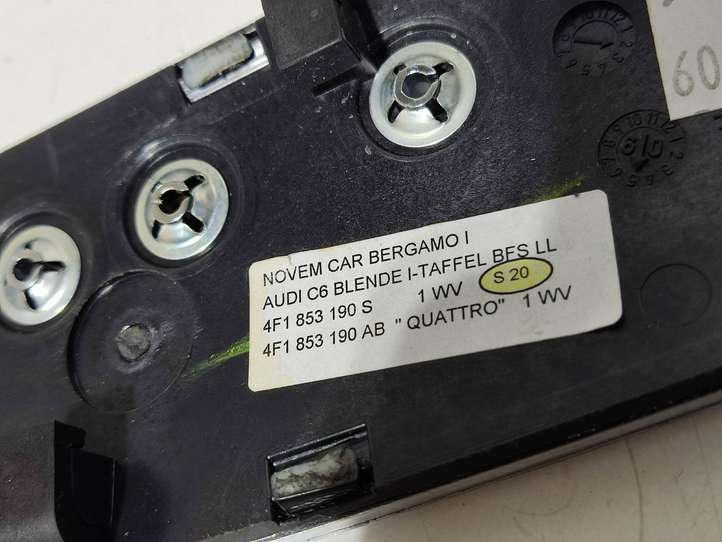 NOVEM CAR BERGAMO I
AUDI C6 BLENDE I-TAFFEL BFS LL
4F1 853 190 S 1 WV S 20
4F1 853 190 AB " QUATTRO" 1 WV
60